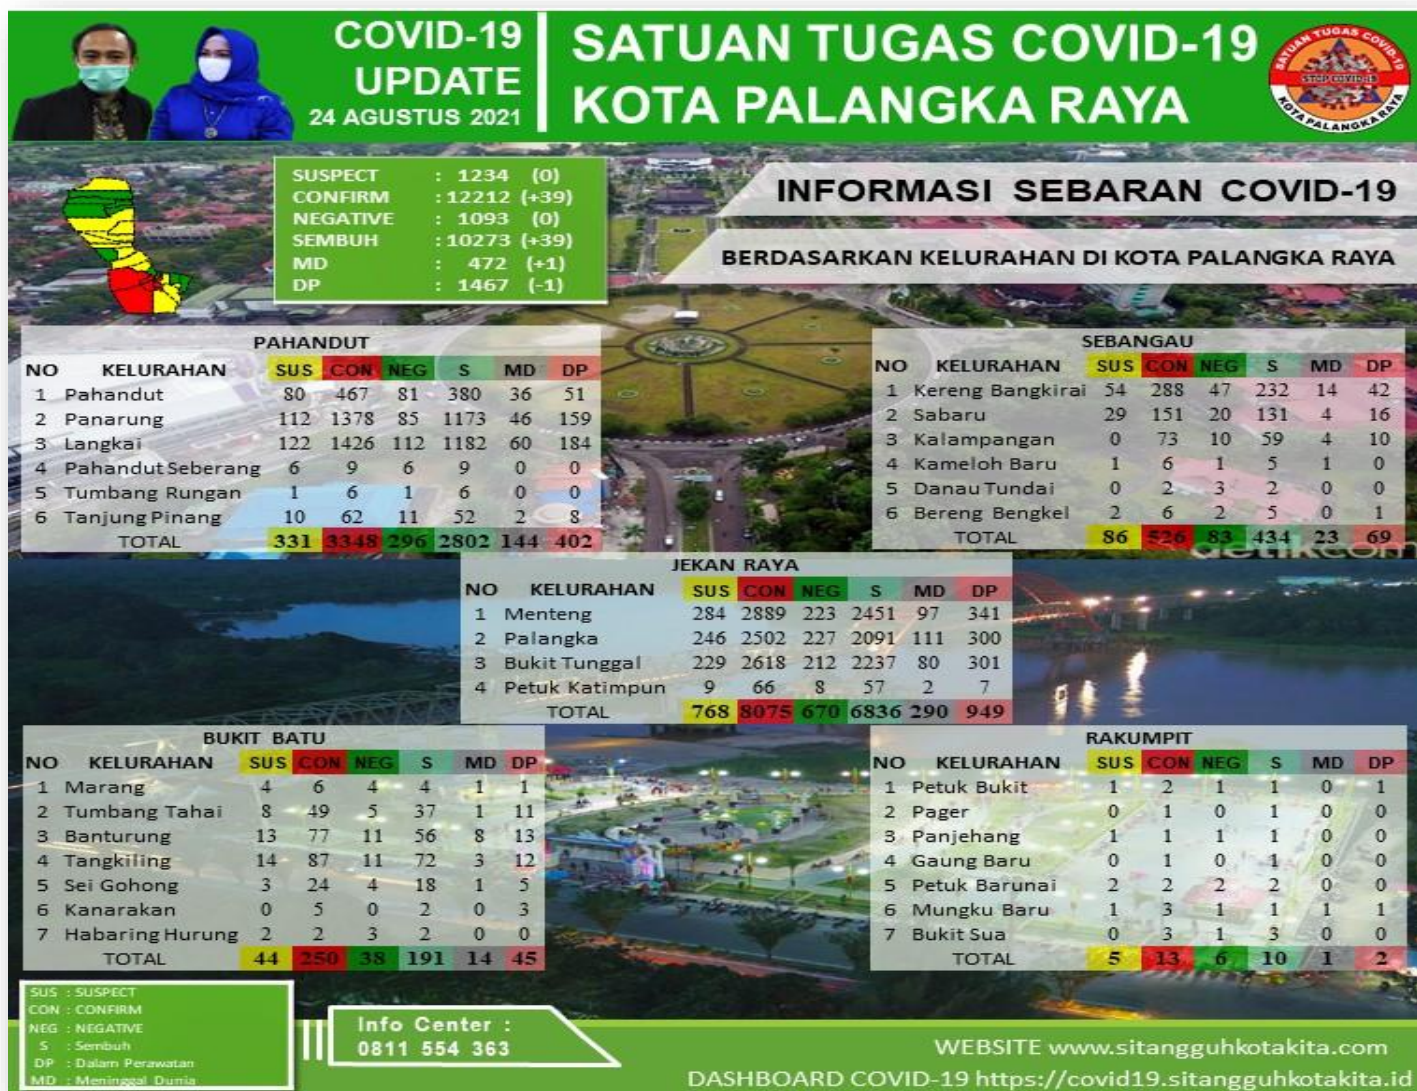 COVID-19
UPDATE
24 AGUSTUS 2021
SATUAN TUGAS COVID-19
KOTA PALANGKA RAYA
SATUAN TUGAS COVID-19
STOP COVID-19
KOTA PALANGKA RAYA
SUSPECT : 1234 (0)
CONFIRM : 12212 (+39)
NEGATIVE : 1093 (0)
SEMBUH : 10273 (+39)
MD : 472 (+1)
DP : 1467 (-1)
INFORMASI SEBARAN COVID-19
BERDASARKAN KELURAHAN DI KOTA PALANGKA RAYA
PAHANDUT
NO KELURAHAN SUS CON NEG S MD DP
1 Pahandut 80 467 81 380 36 51
2 Panarung 112 1378 85 1173 46 159
3 Langkai 122 1426 112 1182 60 184
4 Pahandut Seberang 6 9 6 9 0 0
5 Tumbang Rungan 1 6 1 6 0 0
6 Tanjung Pinang 10 62 11 52 2 8
TOTAL 331 3348 296 2802 144 402
SEBANGAU
NO KELURAHAN SUS CON NEG S MD DP
1 Kereng Bangkirai 54 288 47 232 14 42
2 Sabaru 29 151 20 131 4 16
3 Kalampangan 0 73 10 59 4 10
4 Kameloh Baru 1 6 1 5 1 0
5 Danau Tundai 0 2 3 2 0 0
6 Bereng Bengkel 2 6 2 5 0 1
TOTAL 86 526 83 434 23 69
detikcom
JEKAN RAYA
NO KELURAHAN SUS CON NEG S MD DP
1 Menteng 284 2889 223 2451 97 341
2 Palangka 246 2502 227 2091 111 300
3 Bukit Tunggal 229 2618 212 2237 80 301
4 Petuk Katimpun 9 66 8 57 2 7
TOTAL 768 8075 670 6836 290 949
BUKIT BATU
NO KELURAHAN SUS CON NEG S MD DP
1 Marang 4 6 4 4 1 1
2 Tumbang Tahai 8 49 5 37 1 11
3 Banturung 13 77 11 56 8 13
4 Tangkiling 14 87 11 72 3 12
5 Sei Gohong 3 24 4 18 1 5
6 Kanarakan 0 5 0 2 0 3
7 Habaring Hurung 2 2 3 2 0 0
TOTAL 44 250 38 191 14 45
RAKUMPIT
NO KELURAHAN SUS CON NEG S MD DP
1 Petuk Bukit 1 2 1 1 0 1
2 Pager 0 1 0 1 0 0
3 Panjehang 1 1 1 1 0 0
4 Gaung Baru 0 1 0 1 0 0
5 Petuk Barunai 2 2 2 2 0 0
6 Mungku Baru 1 3 1 1 1 1
7 Bukit Sua 0 3 1 3 0 0
TOTAL 5 13 6 10 1 2
SUS : SUSPECT
CON : CONFIRM
NEG : NEGATIVE
S : Sembuh
DP : Dalam Perawatan
MD : Meninggal Dunia
Info Center :
0811 554 363
WEBSITE www.sitangguhkotakita.com
DASHBOARD COVID-19 https://covid19.sitangguhkotakita.id